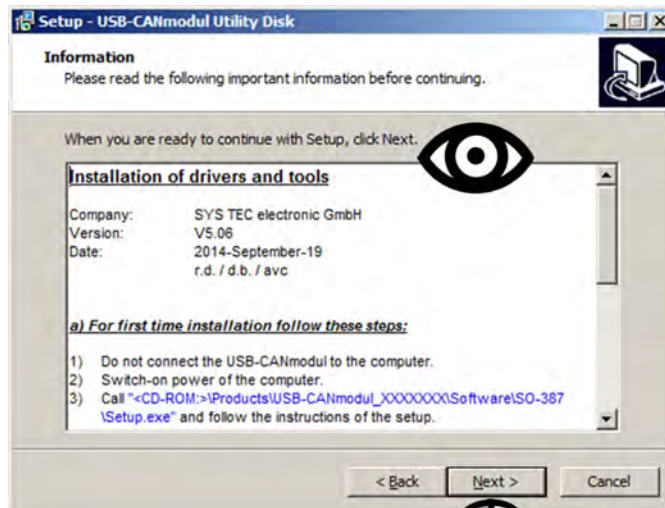 Setup - USB-CANmodul Utility Disk
Information
Please read the following important information before continuing.
When you are ready to continue with Setup, click Next.
Installation of drivers and tools
Company: SYS TEC electronic GmbH
Version: V5.06
Date: 2014-September-19
r.d. / d.b. / avc
a) For first time installation follow these steps:
1) Do not connect the USB-CANmodul to the computer.
2) Switch-on power of the computer.
3) Call "<CD-ROM:>\Products\USB-CANmodul_XXXXXXX\Software\SO-387
\Setup.exe" and follow the instructions of the setup.
< Back Next > Cancel